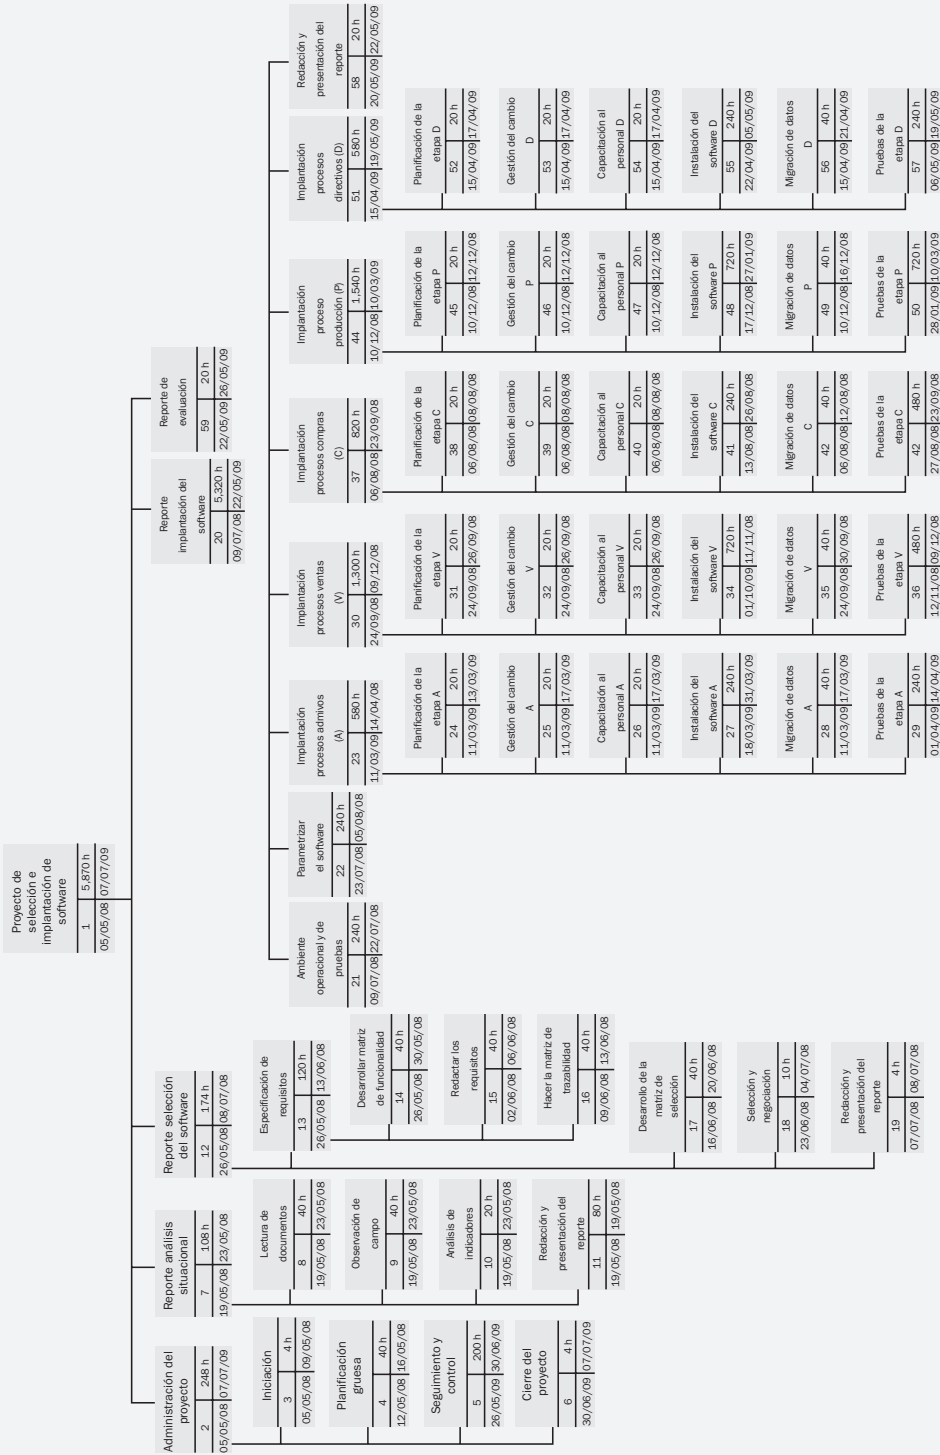 Proyecto de
selección e
implantación de
software
1 5,870 h
05/05/08 07/07/09
Administración del
proyecto
2 248 h
05/05/08 07/07/09
Iniciación
3 4 h
05/05/08 09/05/08
Planificación
gruesa
4 40 h
12/05/08 16/05/08
Seguimiento y
control
5 200 h
26/05/09 30/06/09
Cierre del
proyecto
6 4 h
30/06/09 07/07/09
Reporte análisis
situacional
7 108 h
19/05/08 23/05/08
Lectura de
documentos
8 40 h
19/05/08 23/05/08
Observación de
campo
9 40 h
19/05/08 23/05/08
Análisis de
indicadores
10 20 h
19/05/08 23/05/08
Redacción y
presentación del
reporte
11 80 h
19/05/08 19/05/08
Reporte selección
del software
12 174 h
26/05/08 08/07/08
Especificación de
requisitos
13 120 h
26/05/08 13/06/08
Desarrollar matriz
de funcionalidad
14 40 h
26/05/08 30/05/08
Redactar los
requisitos
15 40 h
02/06/08 06/06/08
Hacer la matriz de
trazabilidad
16 40 h
09/06/08 13/06/08
Desarrollo de la
matriz de
selección
17 40 h
16/06/08 20/06/08
Selección y
negociación
18 10 h
23/06/08 04/07/08
Redacción y
presentación del
reporte
19 4 h
07/07/08 08/07/08
Reporte
implantación del
software
20 5,320 h
09/07/08 22/05/09
Ambiente
operacional y de
pruebas
21 240 h
09/07/08 22/07/08
Parametrizar
el software
22 240 h
23/07/08 05/08/08
Implantación
procesos admivos
(A)
23 580 h
11/03/09 14/04/08
Planificación de la
etapa A
24 20 h
11/03/09 13/03/09
Gestión del cambio
A
25 20 h
11/03/09 17/03/09
Capacitación al
personal A
26 20 h
11/03/09 17/03/09
Instalación del
software A
27 240 h
18/03/09 31/03/09
Migración de datos
A
28 40 h
11/03/09 17/03/09
Pruebas de la
etapa A
29 240 h
01/04/09 14/04/09
Implantación
procesos ventas
(V)
30 1,300 h
24/09/08 09/12/08
Planificación de la
etapa V
31 20 h
24/09/08 26/09/08
Gestión del cambio
V
32 20 h
24/09/08 26/09/08
Capacitación al
personal V
33 20 h
24/09/08 26/09/08
Instalación del
software V
34 720 h
01/10/09 11/11/08
Migración de datos
V
35 40 h
24/09/08 30/09/08
Pruebas de la
etapa V
36 480 h
12/11/08 09/12/08
Implantación
procesos compras
(C)
37 820 h
06/08/08 23/09/08
Planificación de la
etapa C
38 20 h
06/08/08 08/08/08
Gestión del cambio
C
39 20 h
06/08/08 08/08/08
Capacitación al
personal C
40 20 h
06/08/08 08/08/08
Instalación del
software C
41 240 h
13/08/08 26/08/08
Migración de datos
C
42 40 h
06/08/08 12/08/08
Pruebas de la
etapa C
42 480 h
27/08/08 23/09/08
Implantación
proceso
producción (P)
44 1,540 h
10/12/08 10/03/09
Planificación de la
etapa P
45 20 h
10/12/08 12/12/08
Gestión del cambio
P
46 20 h
10/12/08 12/12/08
Capacitación al
personal P
47 20 h
10/12/08 12/12/08
Instalación del
software P
48 720 h
17/12/08 27/01/09
Migración de datos
P
49 40 h
10/12/08 16/12/08
Pruebas de la
etapa P
50 720 h
28/01/09 10/03/09
Implantación
procesos
directivos (D)
51 580 h
15/04/09 19/05/09
Planificación de la
etapa D
52 20 h
15/04/09 17/04/09
Gestión del cambio
D
53 20 h
15/04/09 17/04/09
Capacitación al
personal D
54 20 h
15/04/09 17/04/09
Instalación del
software D
55 240 h
22/04/09 05/05/09
Migración de datos
D
56 40 h
15/04/09 21/04/09
Pruebas de la
etapa D
57 240 h
06/05/09 19/05/09
Redacción y
presentación del
reporte
58 20 h
20/05/09 22/05/09
Reporte de
evaluación
59 20 h
22/05/09 26/05/09